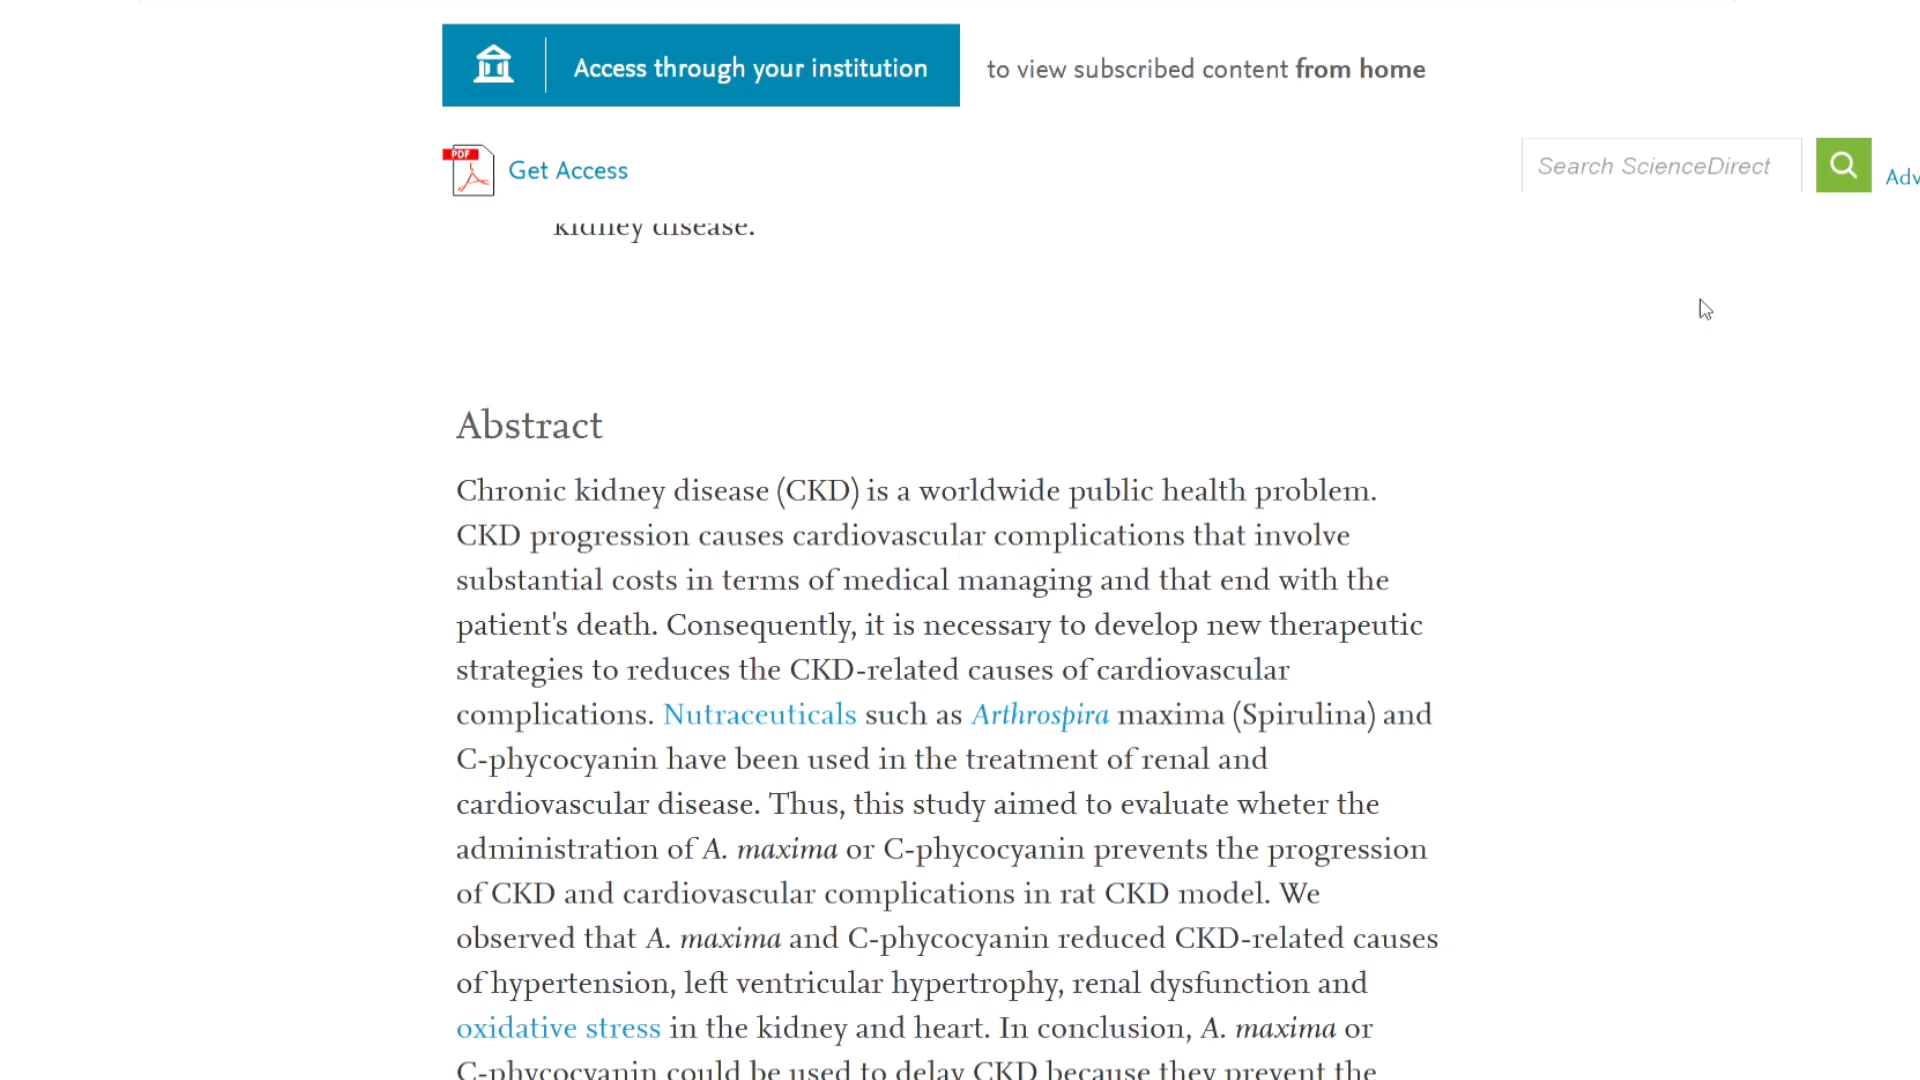 Access through your institution
to view subscribed content from home
PDF
Get Access
Search ScienceDirect
Adv
kidney disease.
Abstract
Chronic kidney disease (CKD) is a worldwide public health problem.
CKD progression causes cardiovascular complications that involve
substantial costs in terms of medical managing and that end with the
patient's death. Consequently, it is necessary to develop new therapeutic
strategies to reduces the CKD-related causes of cardiovascular
complications. Nutraceuticals such as Arthrospira maxima (Spirulina) and
C-phycocyanin have been used in the treatment of renal and
cardiovascular disease. Thus, this study aimed to evaluate wheter the
administration of A. maxima or C-phycocyanin prevents the progression
of CKD and cardiovascular complications in rat CKD model. We
observed that A. maxima and C-phycocyanin reduced CKD-related causes
of hypertension, left ventricular hypertrophy, renal dysfunction and
oxidative stress in the kidney and heart. In conclusion, A. maxima or
C-phycocyanin could be used to delay CKD because they prevent the